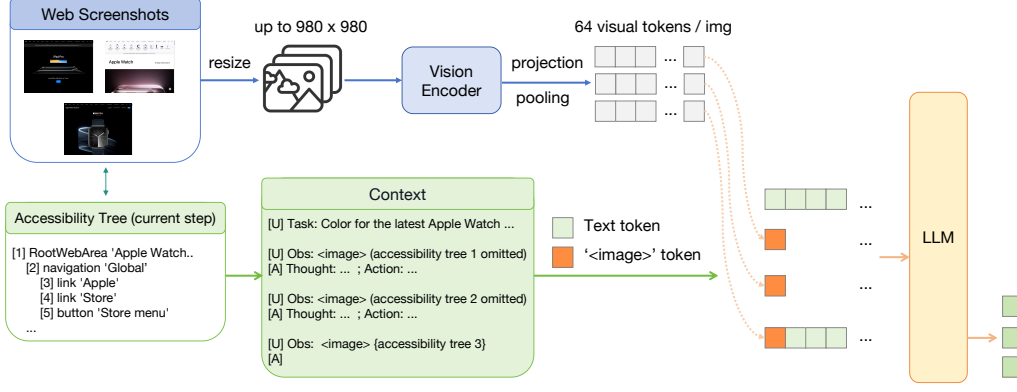 Web Screenshots
Apple Watch
resize
up to 980 x 980
Vision
Encoder
projection
pooling
64 visual tokens / img
...
...
...
Accessibility Tree (current step)
[1] RootWebArea 'Apple Watch..
[2] navigation 'Global'
[3] link 'Apple'
[4] link 'Store'
[5] button 'Store menu'
...
Context
[U] Task: Color for the latest Apple Watch ...
[U] Obs: <image> (accessibility tree 1 omitted)
[A] Thought: ... ; Action: ...
[U] Obs: <image> (accessibility tree 2 omitted)
[A] Thought: ... ; Action: ...
[U] Obs: <image> {accessibility tree 3}
[A]
Text token
'<image>' token
...
...
...
...
LLM